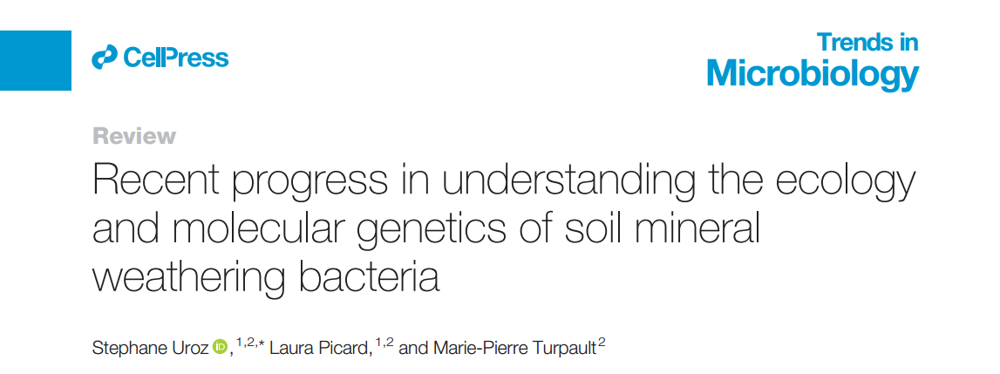 CellPress
Trends in
Microbiology
Review
Recent progress in understanding the ecology
and molecular genetics of soil mineral
weathering bacteria
Stephane Uroz iD, 1,2,* Laura Picard, 1,2 and Marie-Pierre Turpault 2